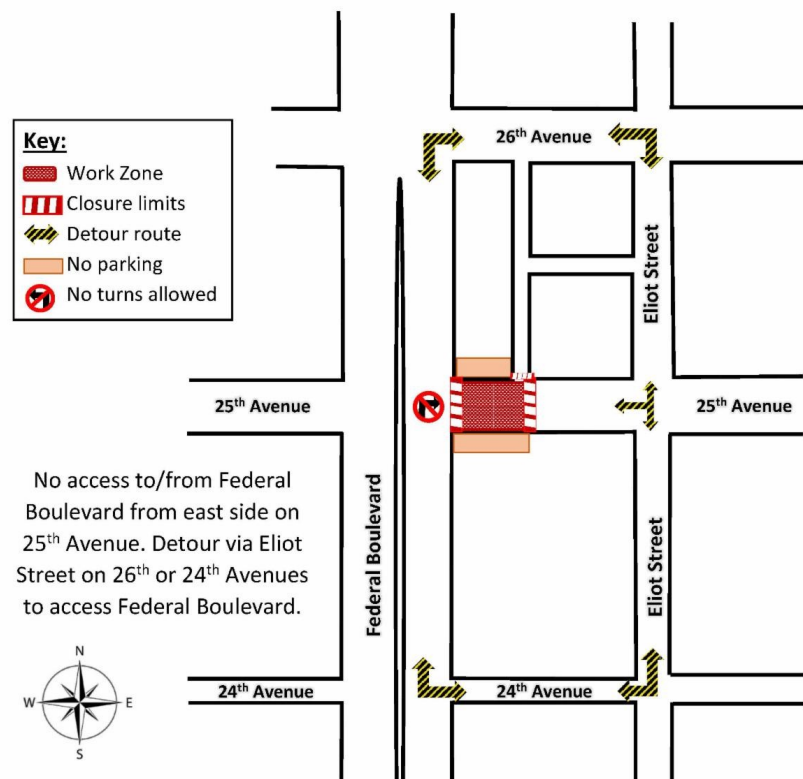 26th Avenue
Key:
Work Zone
Closure limits
Detour route
No parking
No turns allowed
Eliot Street
25th Avenue
25th Avenue
No access to/from Federal
Boulevard from east side on
25th Avenue. Detour via Eliot
Street on 26th or 24th Avenues
to access Federal Boulevard.
Federal Boulevard
Eliot Street
N
W E
S
24th Avenue
24th Avenue